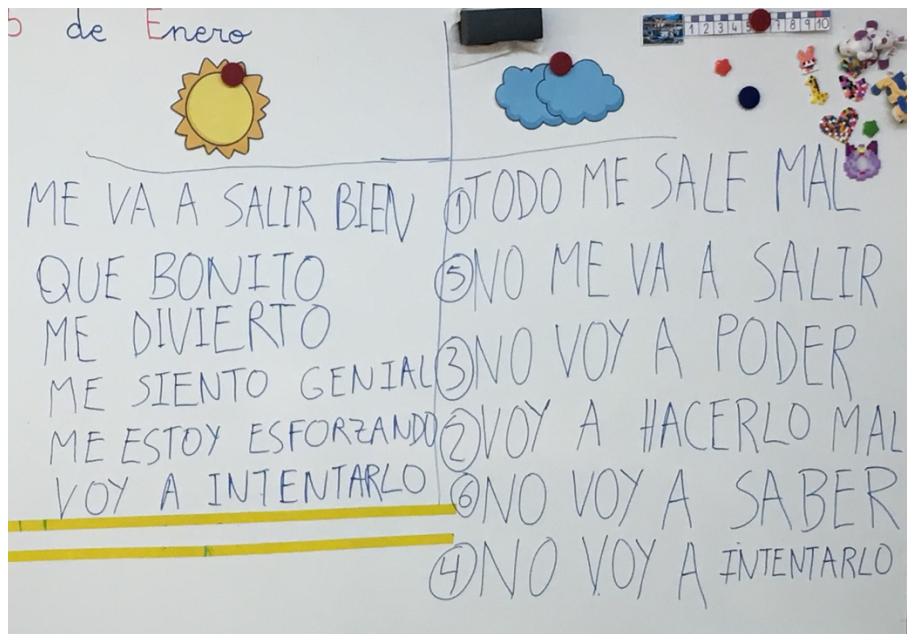 de Enero
1 2 3 4 5 7 8 9 10
ME VA A SALIR BIEN
QUE BONITO
ME DIVIERTO
ME SIENTO GENIAL
ME ESTOY ESFORZANDO
VOY A INTENTARLO
① TODO ME SALE MAL
⑤ NO ME VA A SALIR
③ NO VOY A PODER
② VOY A HACERLO MAL
⑥ NO VOY A SABER
④ NO VOY A INTENTARLO